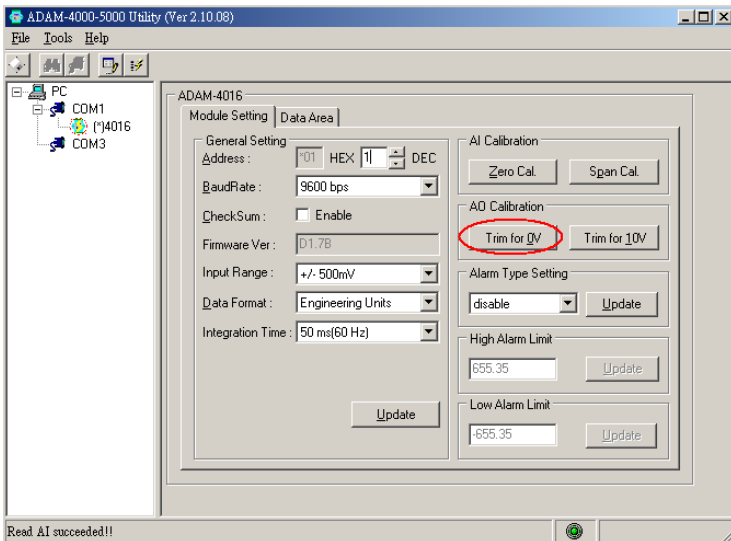 ADAM-4000-5000 Utility (Ver 2.10.08)
File Tools Help
PC
COM1
(*)4016
COM3
ADAM-4016
Module Setting
Data Area
General Setting
Address : *01 HEX 1 DEC
BaudRate : 9600 bps
CheckSum : Enable
Firmware Ver : D1.7B
Input Range : +/- 500mV
Data Format : Engineering Units
Integration Time : 50 ms(60 Hz)
Update
AI Calibration
Zero Cal. Span Cal.
AO Calibration
Trim for 0V Trim for 10V
Alarm Type Setting
disable Update
High Alarm Limit
655.35 Update
Low Alarm Limit
-655.35 Update
Read AI succeeded!!